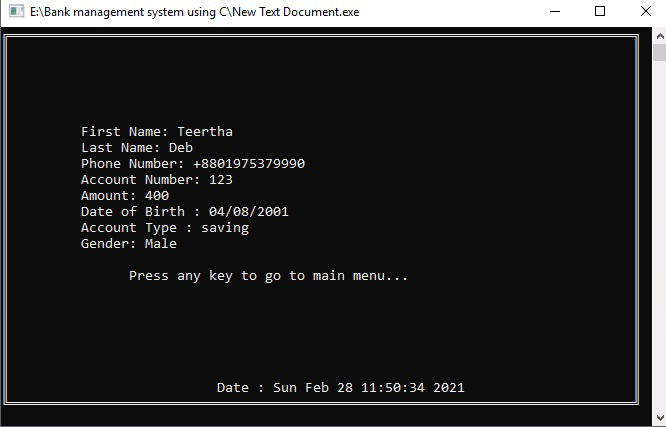 E:\Bank management system using C\New Text Document.exe
First Name: Teertha
Last Name: Deb
Phone Number: +8801975379990
Account Number: 123
Amount: 400
Date of Birth : 04/08/2001
Account Type : saving
Gender: Male
Press any key to go to main menu...
Date : Sun Feb 28 11:50:34 2021